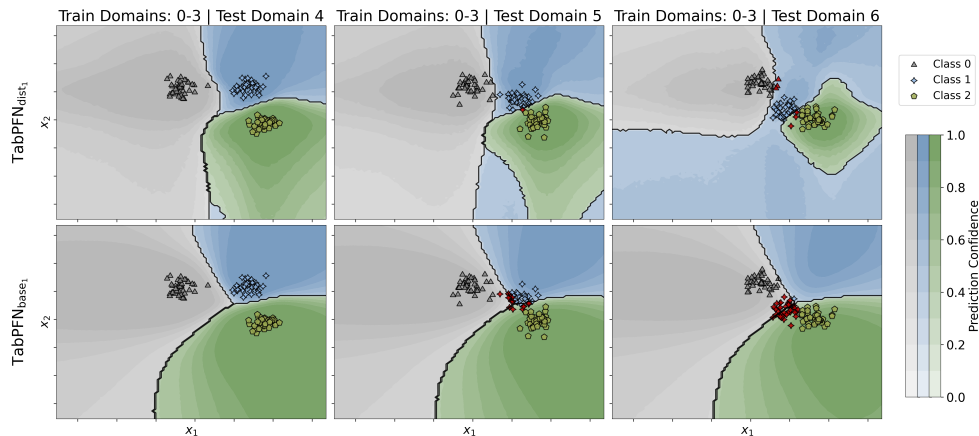 Train Domains: 0-3 | Test Domain 4
Train Domains: 0-3 | Test Domain 5
Train Domains: 0-3 | Test Domain 6
TabPFN_dist₁
x₂
Class 0
Class 1
Class 2
TabPFN_base₁
x₂
x₁
x₁
x₁
1.0
0.8
0.6
0.4
0.2
0.0
Prediction Confidence